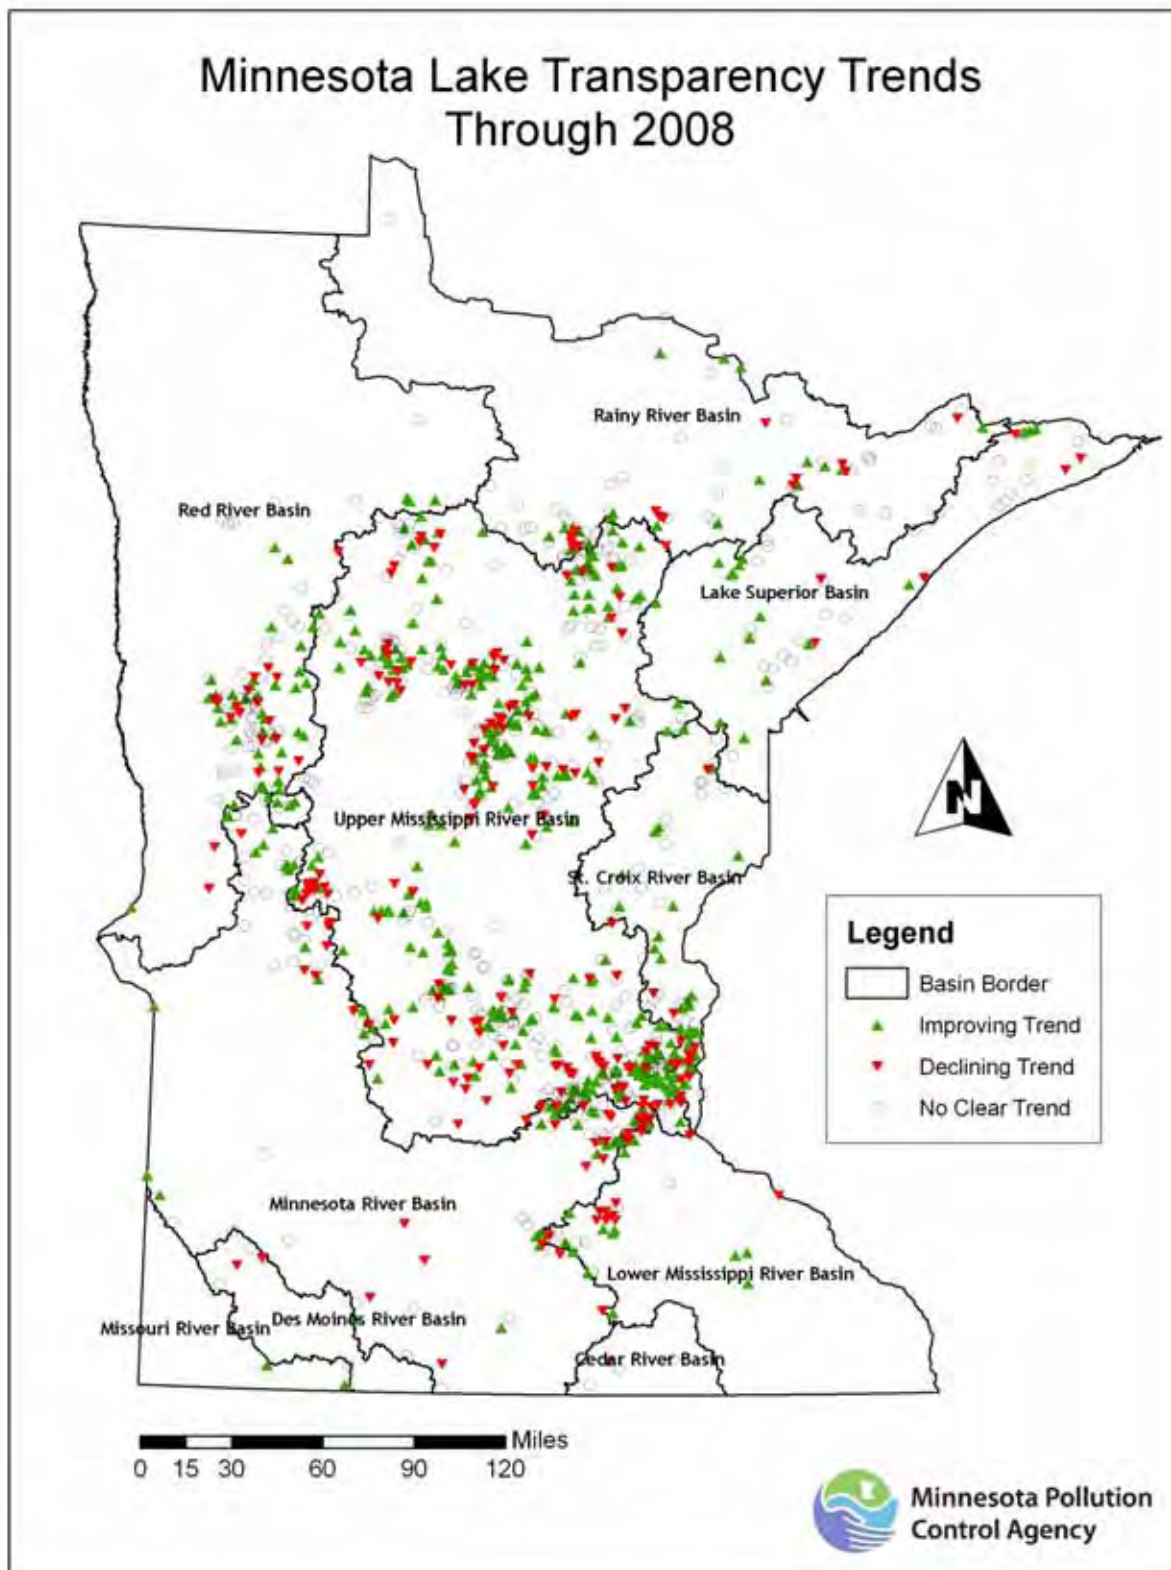 Minnesota Lake Transparency Trends
Through 2008
Rainy River Basin
Red River Basin
Lake Superior Basin
Upper Mississippi River Basin
St. Croix River Basin
N
Legend
Basin Border
Improving Trend
Declining Trend
No Clear Trend
Minnesota River Basin
Lower Mississippi River Basin
Missouri River Basin
Des Moines River Basin
Cedar River Basin
Miles
0 15 30 60 90 120
Minnesota Pollution
Control Agency